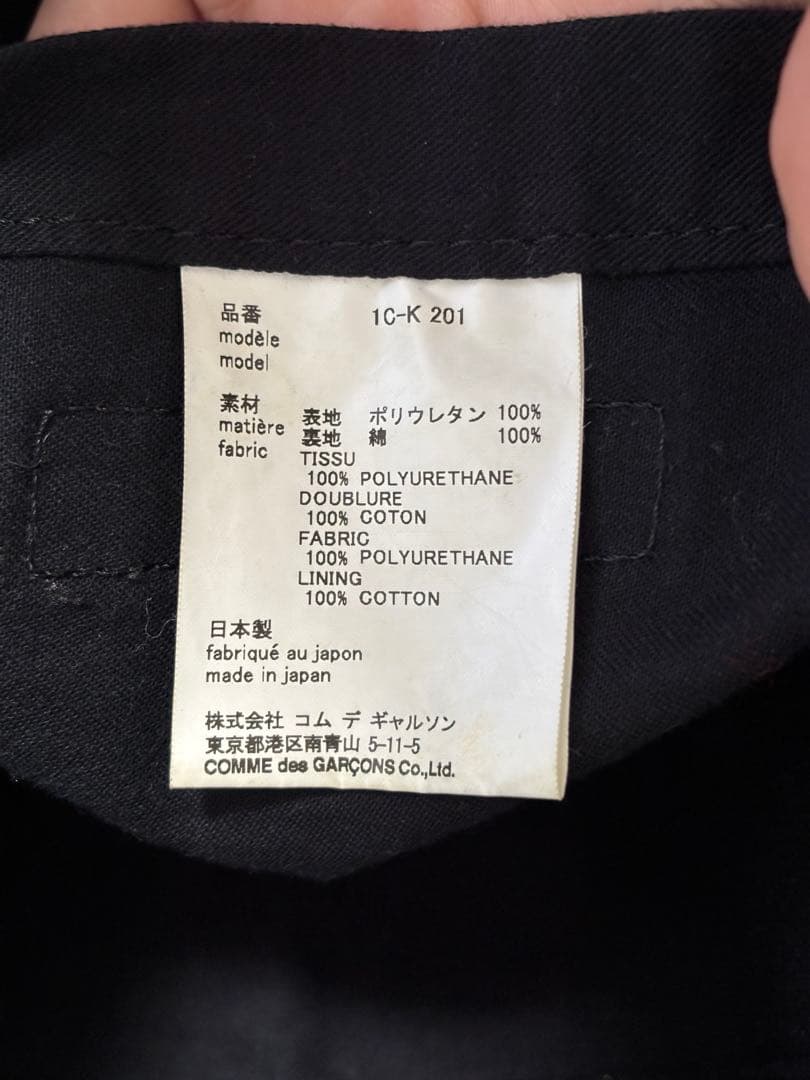 品番 1C-K 201
modèle
model
素材 表地 ポリウレタン 100%
matière 裏地 綿 100%
fabric TISSU
100% POLYURETHANE
DOUBLURE
100% COTON
FABRIC
100% POLYURETHANE
LINING
100% COTTON
日本製
fabriqué au japon
made in japan
株式会社 コム デ ギャルソン
東京都港区南青山 5-11-5
COMME des GARÇONS Co.,Ltd.